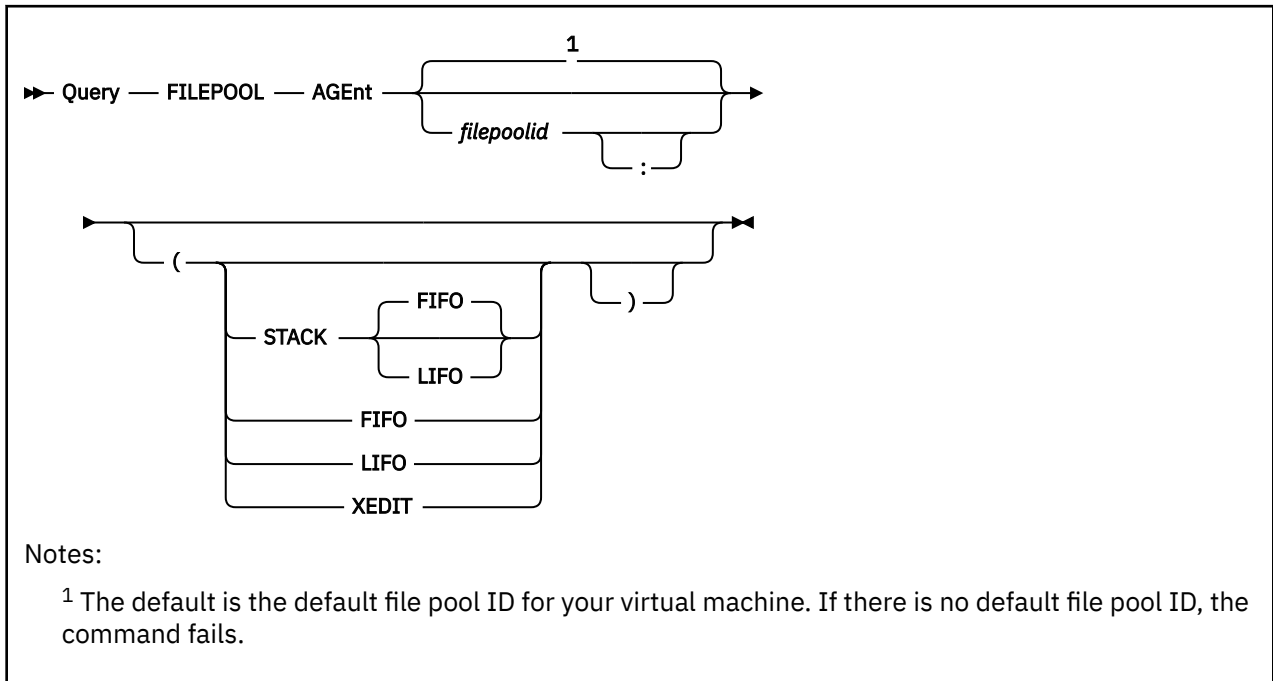 1
Query FILEPOOL AGEnt
filepoolid
:
(
)
FIFO
STACK
LIFO
FIFO
LIFO
XEDIT
Notes:
1 The default is the default file pool ID for your virtual machine. If there is no default file pool ID, the
command fails.